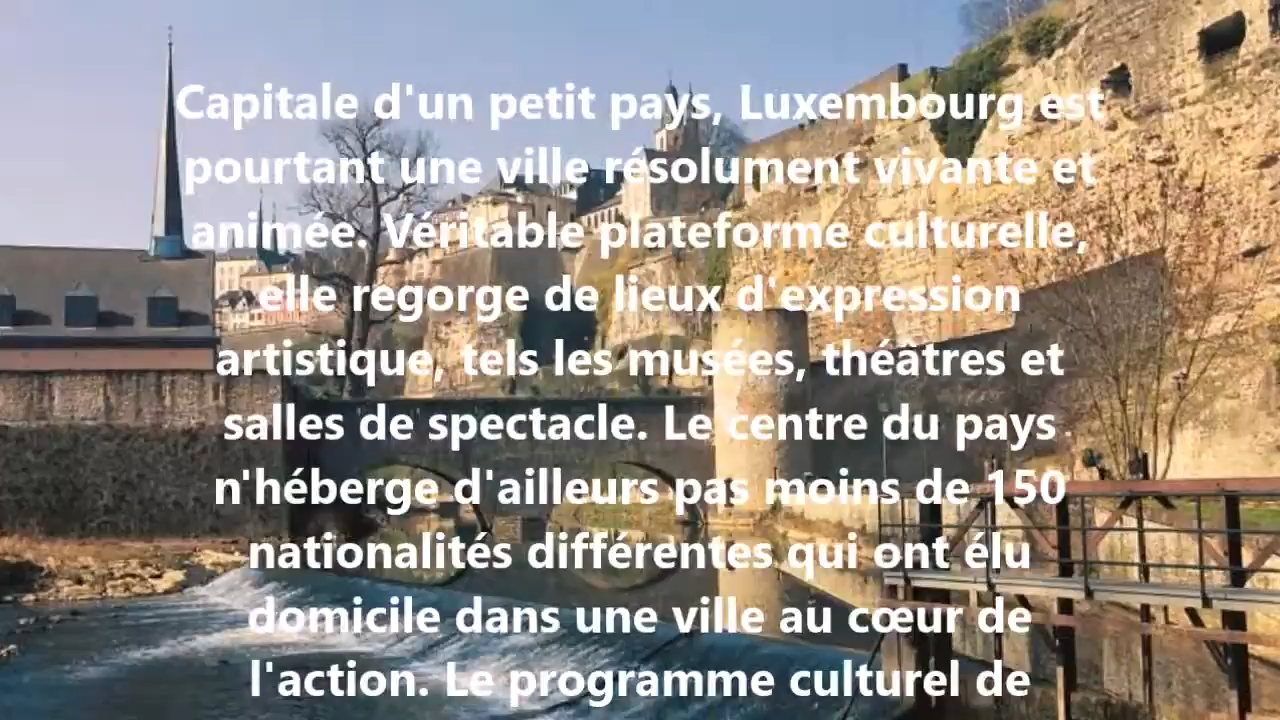 Capitale d'un petit pays, Luxembourg est
pourtant une ville résolument vivante et
animée. Véritable plateforme culturelle,
elle regorge de lieux d'expression
artistique, tels les musées, théâtres et
salles de spectacle. Le centre du pays
n'héberge d'ailleurs pas moins de 150
nationalités différentes qui ont élu
domicile dans une ville au cœur de
l'action. Le programme culturel de